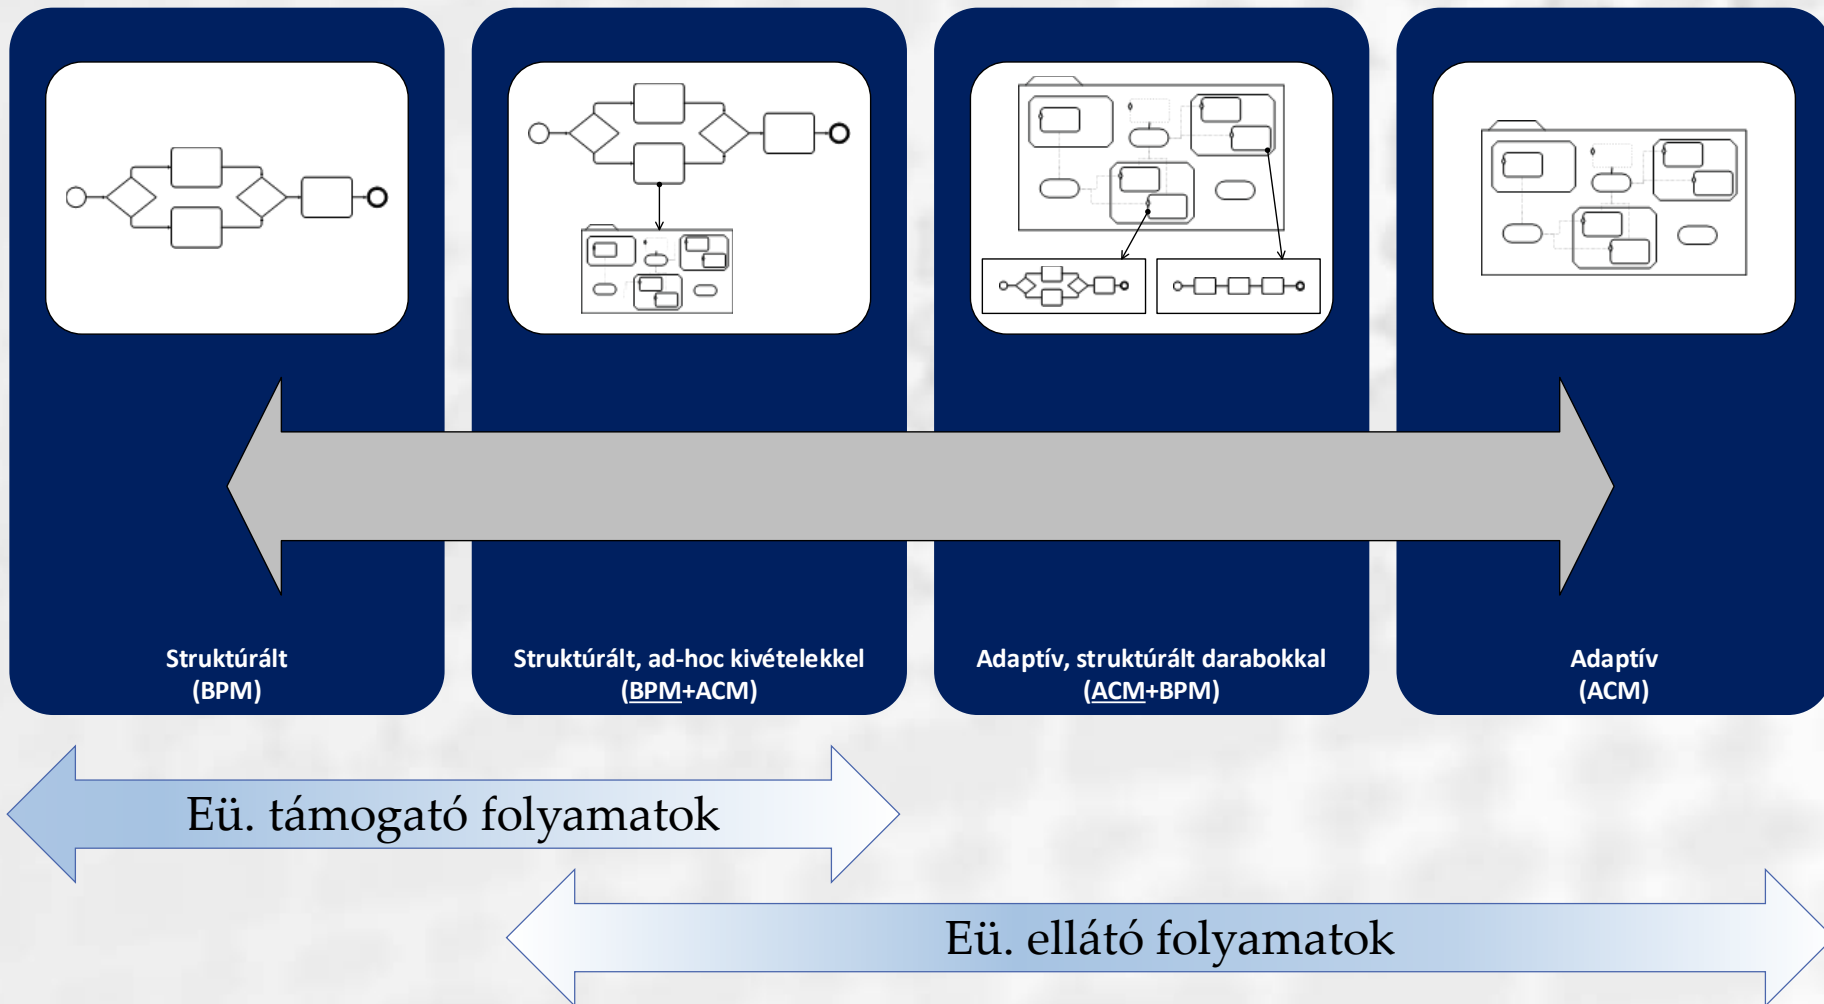 Struktúrált
(BPM)
Struktúrált, ad-hoc kivételekkel
(BPM+ACM)
Adaptív, struktúrált darabokkal
(ACM+BPM)
Adaptív
(ACM)
Eü. támogató folyamatok
Eü. ellátó folyamatok